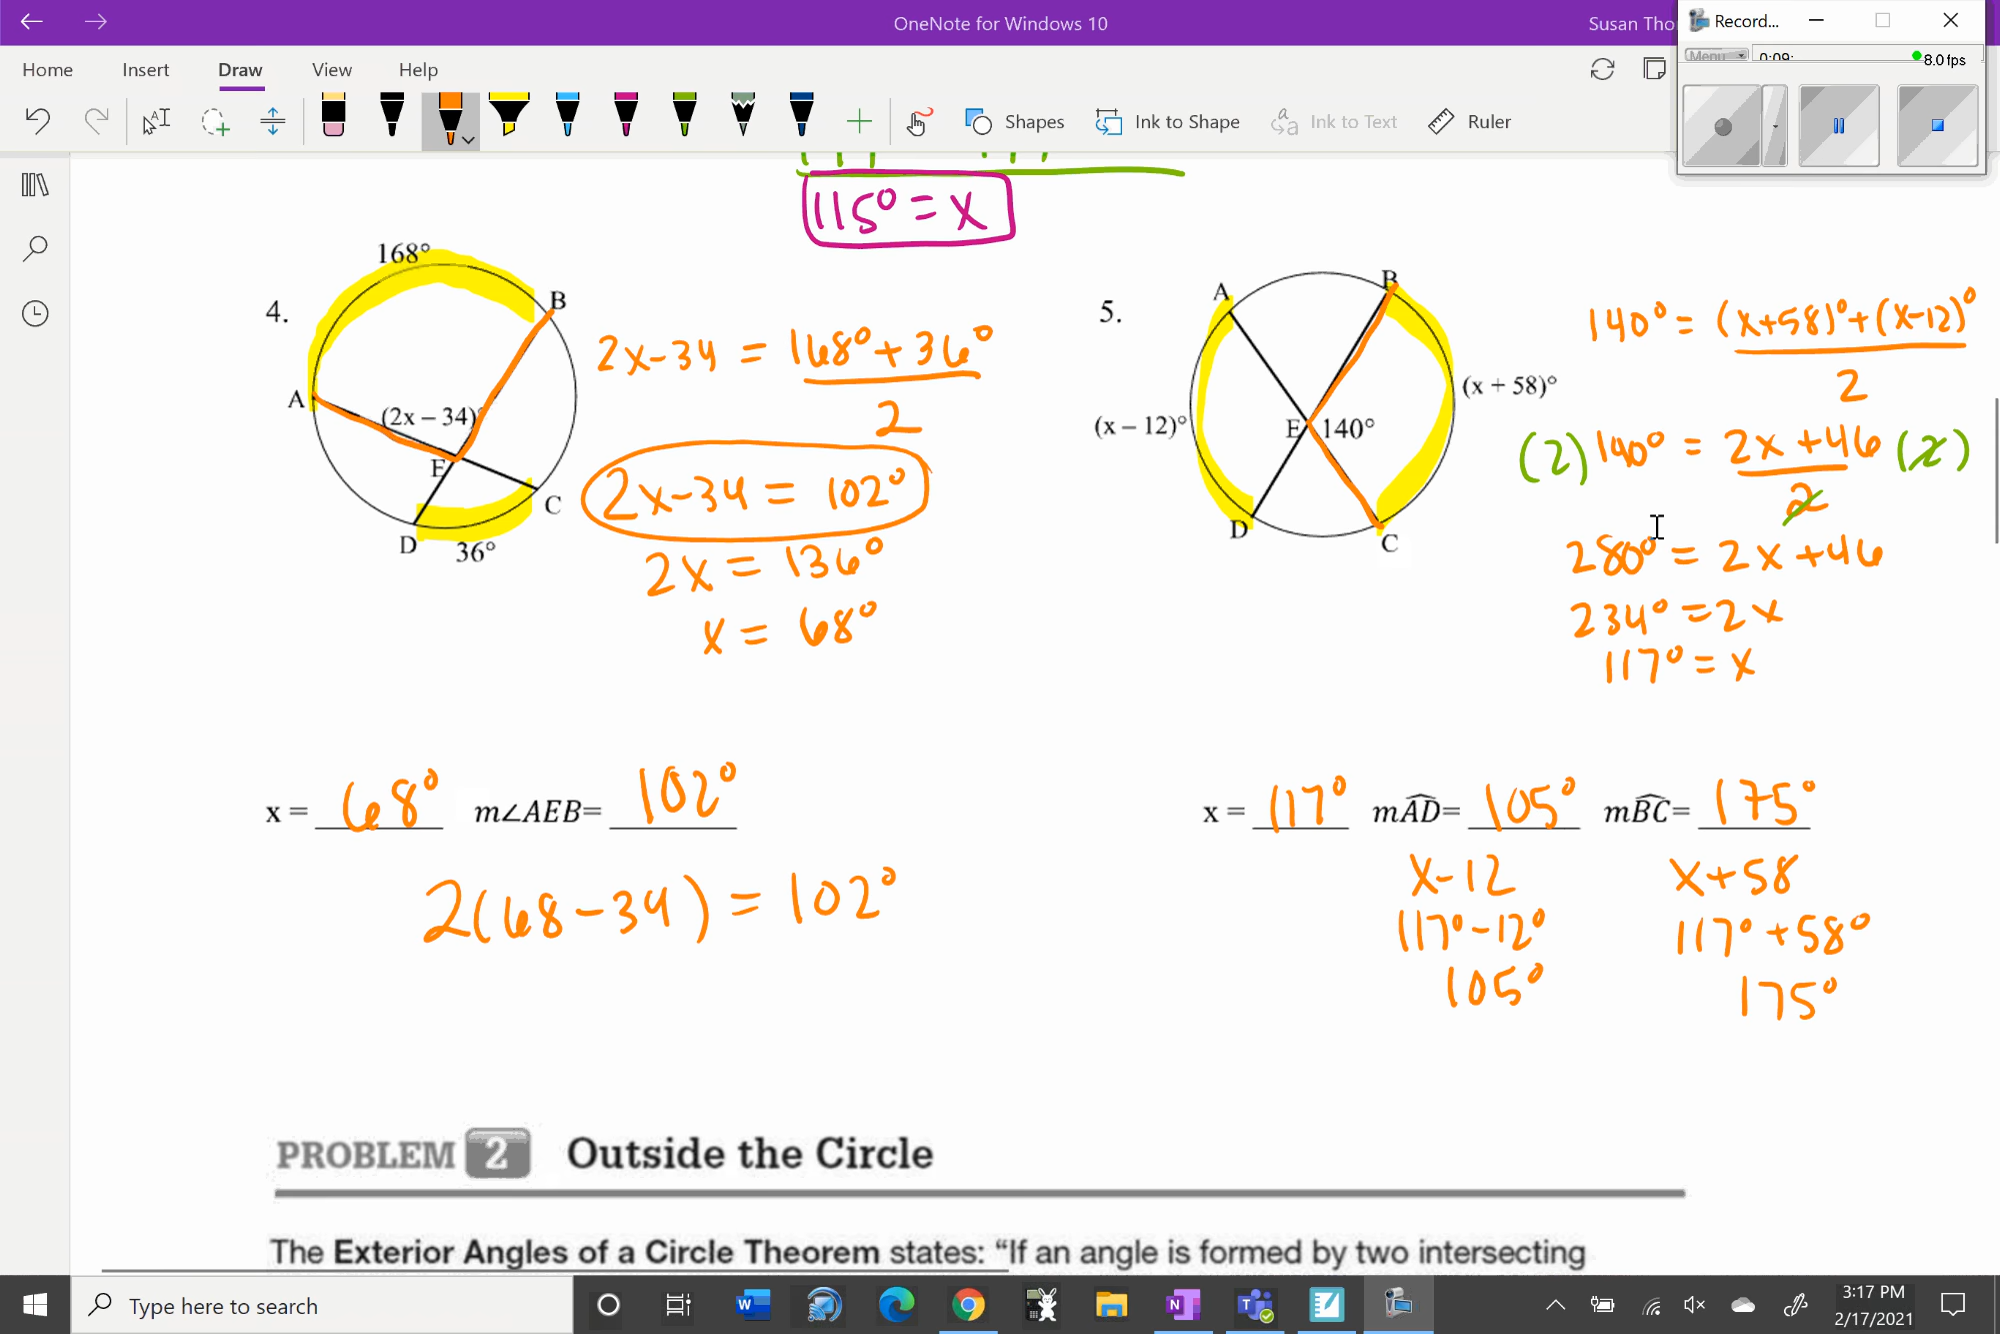 OneNote for Windows 10
Susan Tho
Record...
Menu
0:09:
8.0 fps
Home Insert Draw View Help
Shapes Ink to Shape Ink to Text Ruler
115° = x
4.
168°
B
A
(2x – 34)°
E
C
D
36°
2x-34 = 168° + 36°
2
2x-34 = 102°
2x = 136°
x = 68°
x = 68° m∠AEB= 102°
2(68-34) = 102°
5.
A
B
(x + 58)°
(x – 12)°
E
140°
D
C
140° = (x+58)° + (x-12)°
2
(2) 140° = 2x + 46 (2)
2
280° = 2x + 46
234° = 2x
117° = x
x = 117° mAD= 105° mBC= 175°
x-12
117° - 12°
105°
x+58
117° + 58°
175°
PROBLEM 2 Outside the Circle
The Exterior Angles of a Circle Theorem states: “If an angle is formed by two intersecting
Type here to search
3:17 PM
2/17/2021